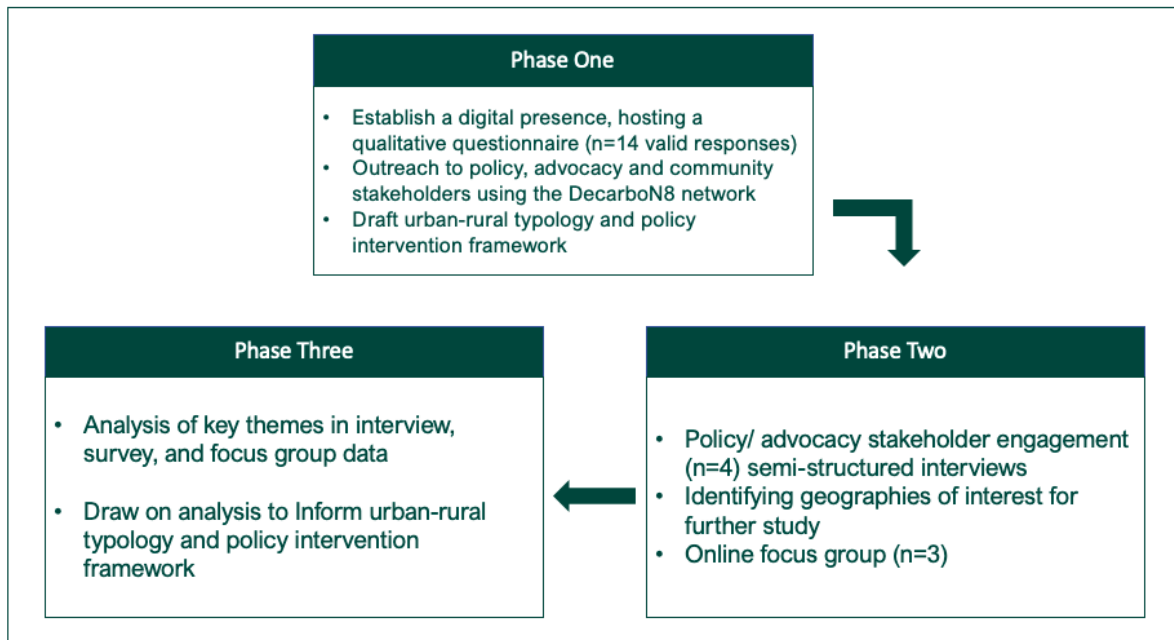 Phase One
• Establish a digital presence, hosting a
qualitative questionnaire (n=14 valid responses)
• Outreach to policy, advocacy and community
stakeholders using the DecarboN8 network
• Draft urban-rural typology and policy
intervention framework
Phase Two
• Policy/ advocacy stakeholder engagement
(n=4) semi-structured interviews
• Identifying geographies of interest for
further study
• Online focus group (n=3)
Phase Three
• Analysis of key themes in interview,
survey, and focus group data
• Draw on analysis to Inform urban-rural
typology and policy intervention
framework